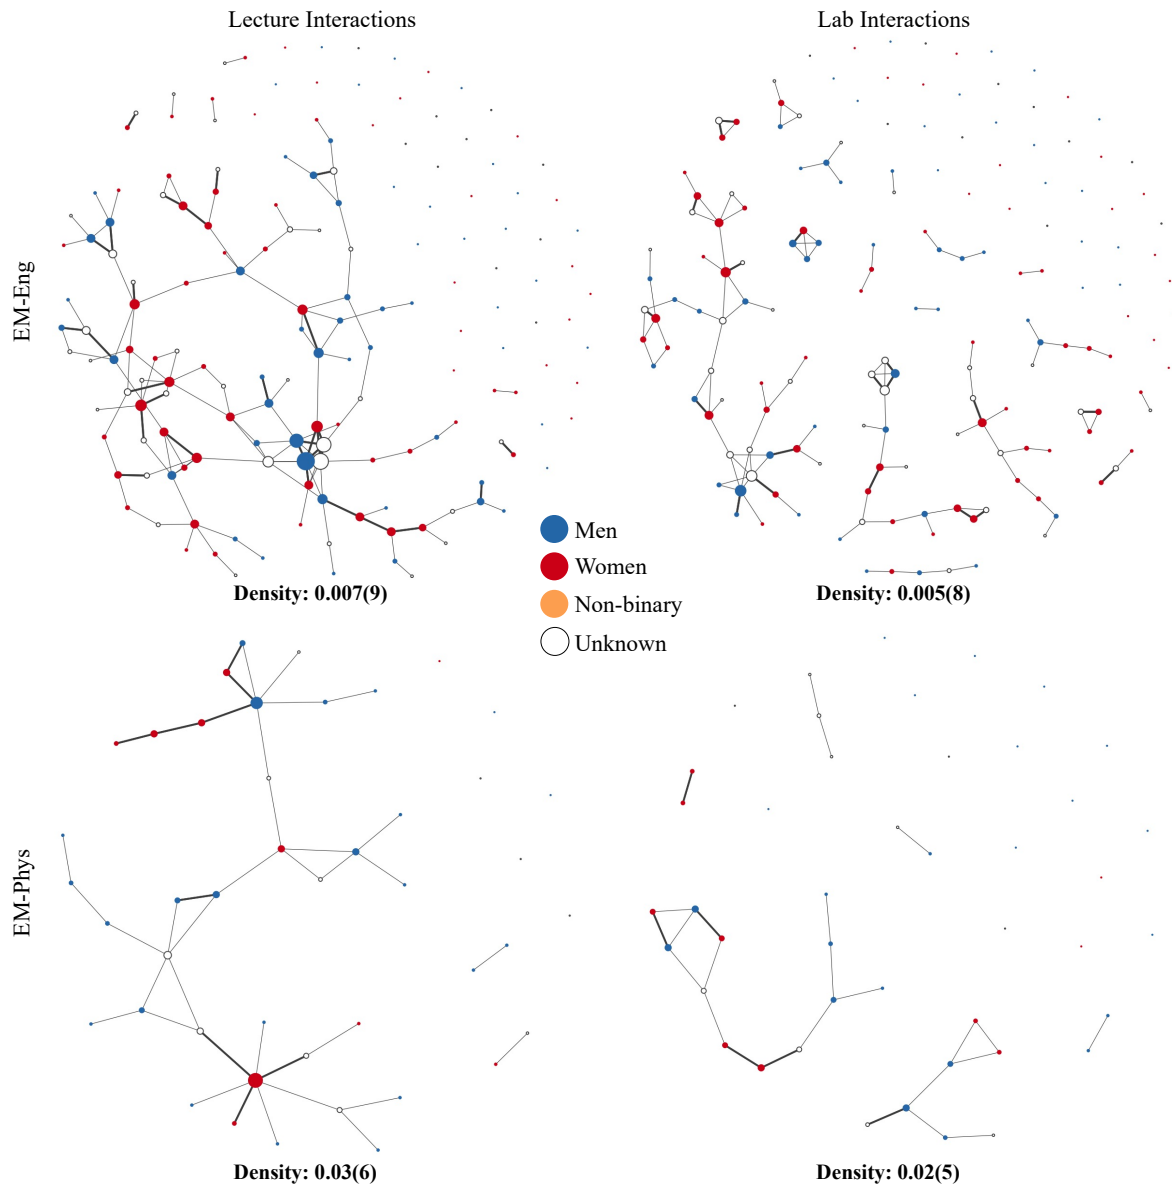 Lecture Interactions
Lab Interactions
EM-Eng
Density: 0.007(9)
Density: 0.005(8)
Men
Women
Non-binary
Unknown
EM-Phys
Density: 0.03(6)
Density: 0.02(5)